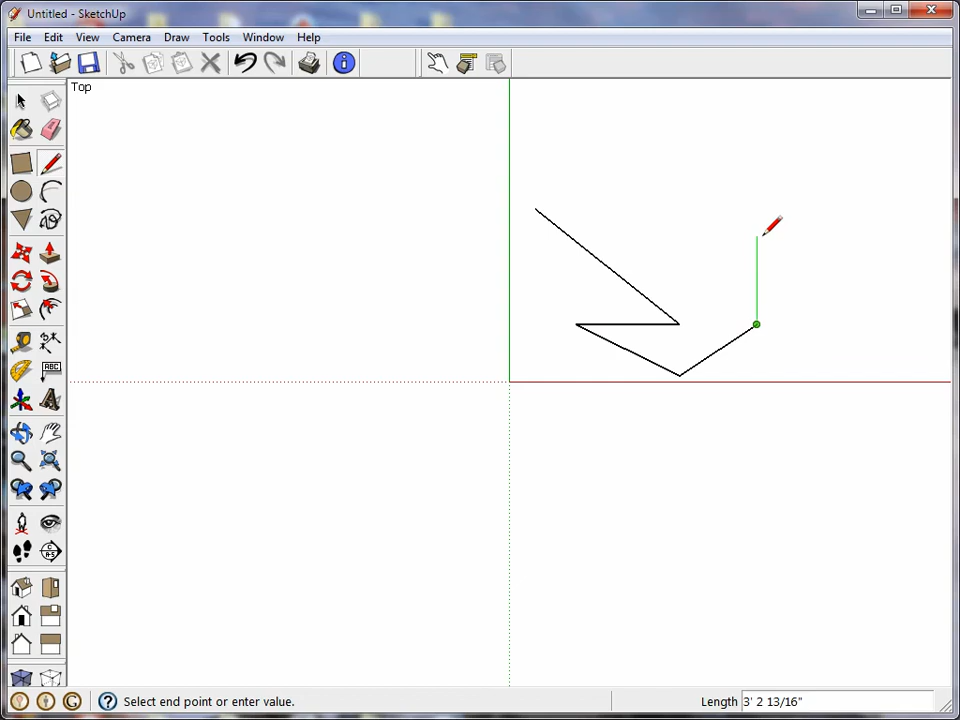 Untitled - SketchUp
File Edit View Camera Draw Tools Window Help
Top
ABC
A
C
A-S
G
Select end point or enter value.
Length 3' 2 13/16"